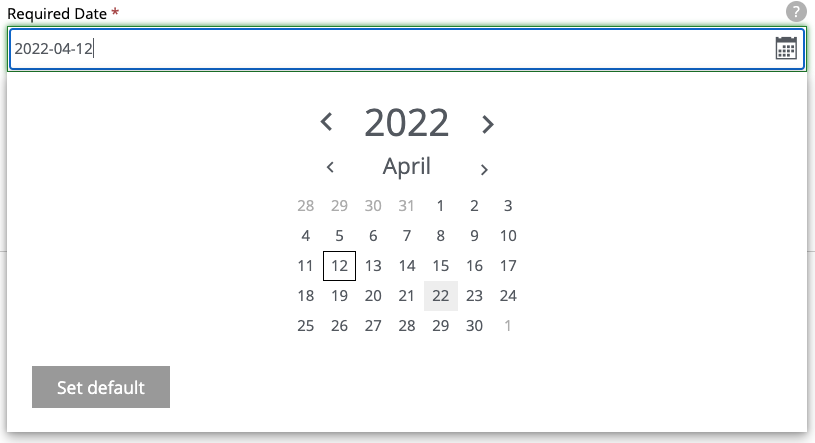 Required Date *
?
2022-04-12
< 2022 >
< April >
28 29 30 31 1 2 3
4 5 6 7 8 9 10
11 12 13 14 15 16 17
18 19 20 21 22 23 24
25 26 27 28 29 30 1
Set default